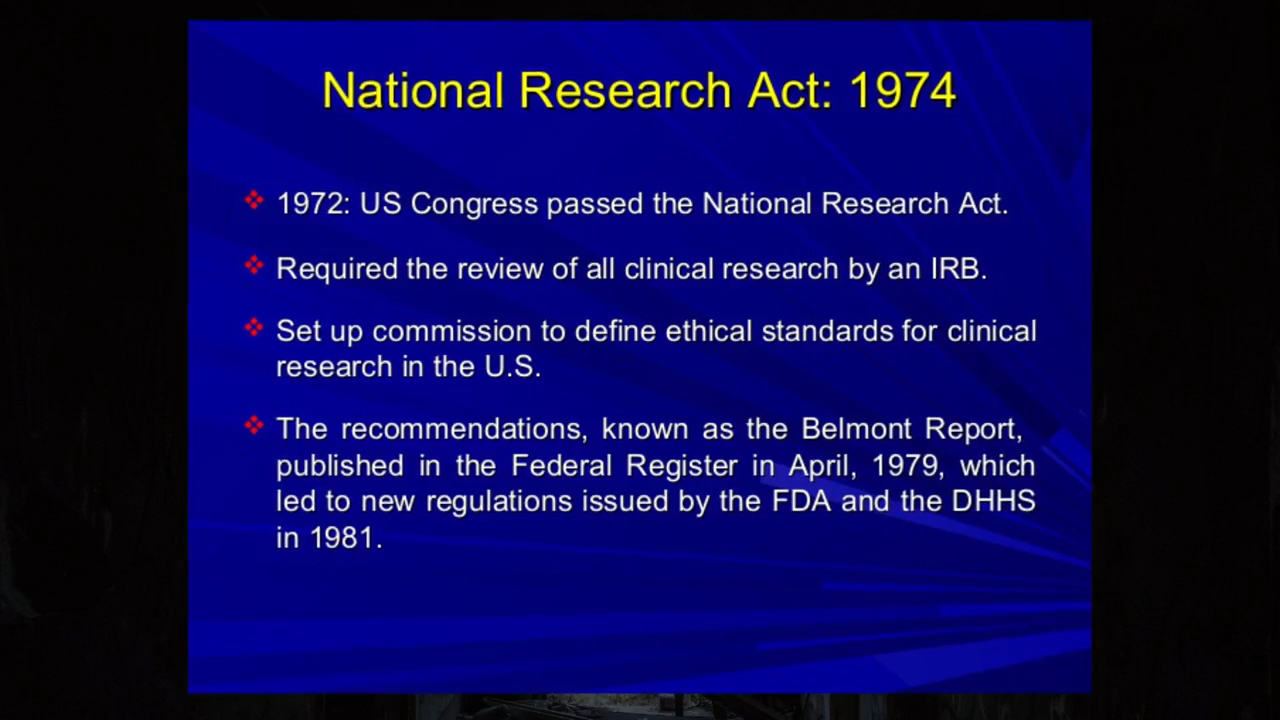 National Research Act: 1974
1972: US Congress passed the National Research Act.
Required the review of all clinical research by an IRB.
Set up commission to define ethical standards for clinical
research in the U.S.
The recommendations, known as the Belmont Report,
published in the Federal Register in April, 1979, which
led to new regulations issued by the FDA and the DHHS
in 1981.